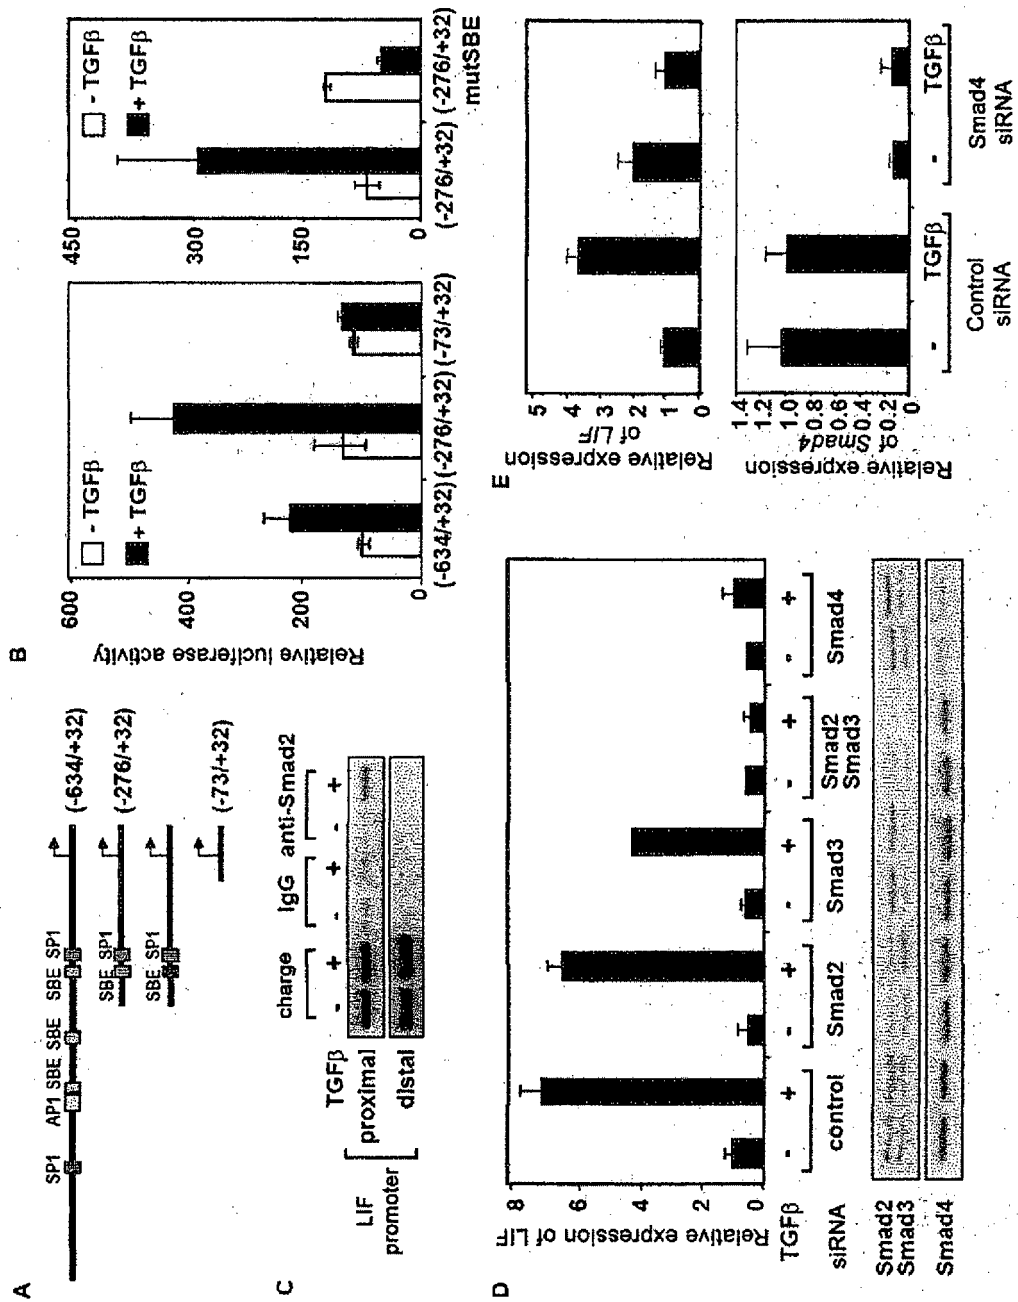 A
SP1 AP1 SBE SBE SBE SP1
(-634/+32)
SBE SP1
(-276/+32)
SBE SP1
(-73/+32)
B
Relative luciferase activity
600
400
200
0
- TGFβ
+ TGFβ
(-634/+32) (-276/+32) (-73/+32)
450
300
150
0
- TGFβ
+ TGFβ
(-276/+32) (-276/+32)
mutSBE
C
charge IgG anti-Smad2
TGFβ - + - + - +
LIF promoter
proximal
distal
D
Relative expression of LIF
8
6
4
2
0
TGFβ - + - + - + - + - +
siRNA control Smad2 Smad3 Smad2 Smad3 Smad4
Smad2
Smad3
Smad4
E
Relative expression of LIF
5
4
3
2
1
0
Relative expression of Smad4
1.4
1.2
1.0
0.8
0.6
0.4
0.2
0
- TGFβ - TGFβ
Control siRNA
Smad4 siRNA